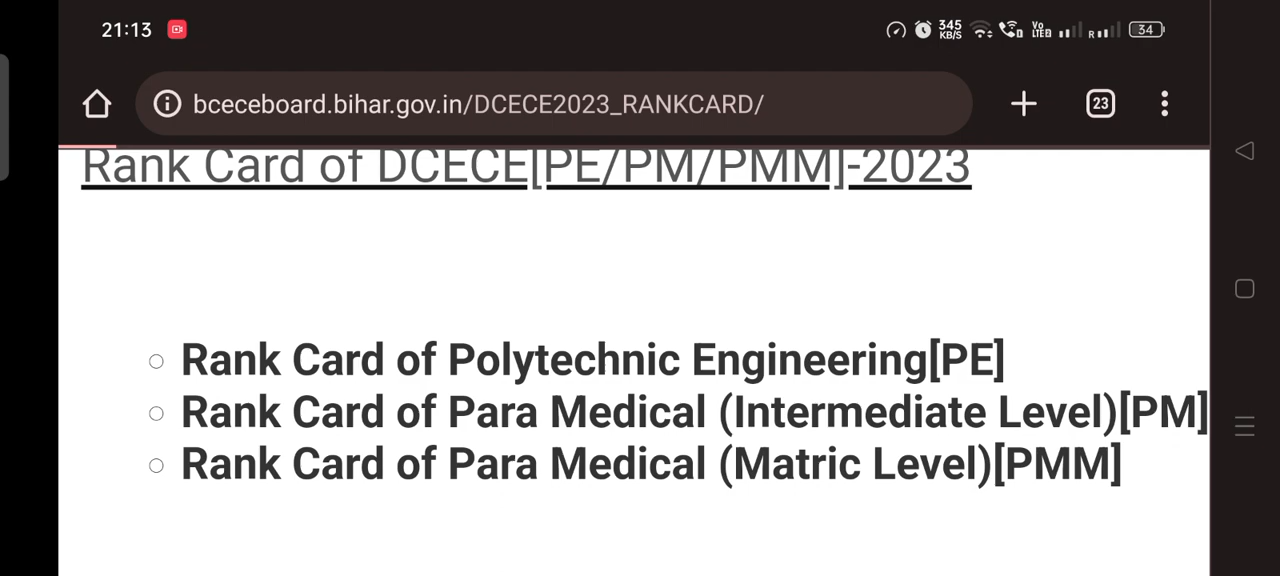 21:13
345 KB/S
Vo LTE2
R
34
bceceboard.bihar.gov.in/DCECE2023_RANKCARD/
23
Rank Card of DCECE[PE/PM/PMM]-2023
Rank Card of Polytechnic Engineering[PE]
Rank Card of Para Medical (Intermediate Level)[PM]
Rank Card of Para Medical (Matric Level)[PMM]